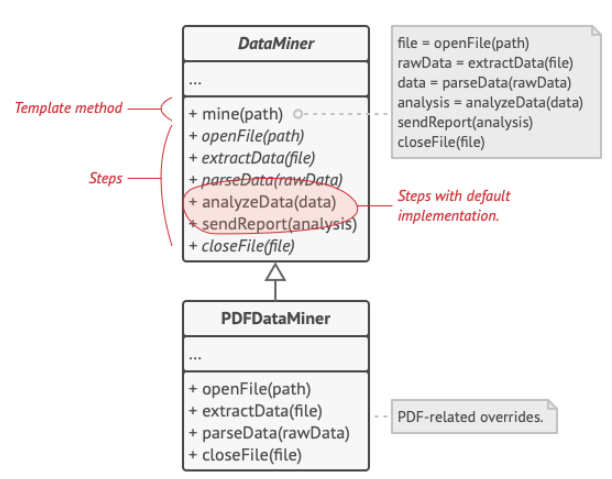 DataMiner
...
Template method
+ mine(path)
Steps
+ openFile(path)
+ extractData(file)
+ parseData(rawData)
+ analyzeData(data)
+ sendReport(analysis)
+ closeFile(file)
file = openFile(path)
rawData = extractData(file)
data = parseData(rawData)
analysis = analyzeData(data)
sendReport(analysis)
closeFile(file)
Steps with default
implementation.
PDFDataMiner
...
+ openFile(path)
+ extractData(file)
+ parseData(rawData)
+ closeFile(file)
PDF-related overrides.